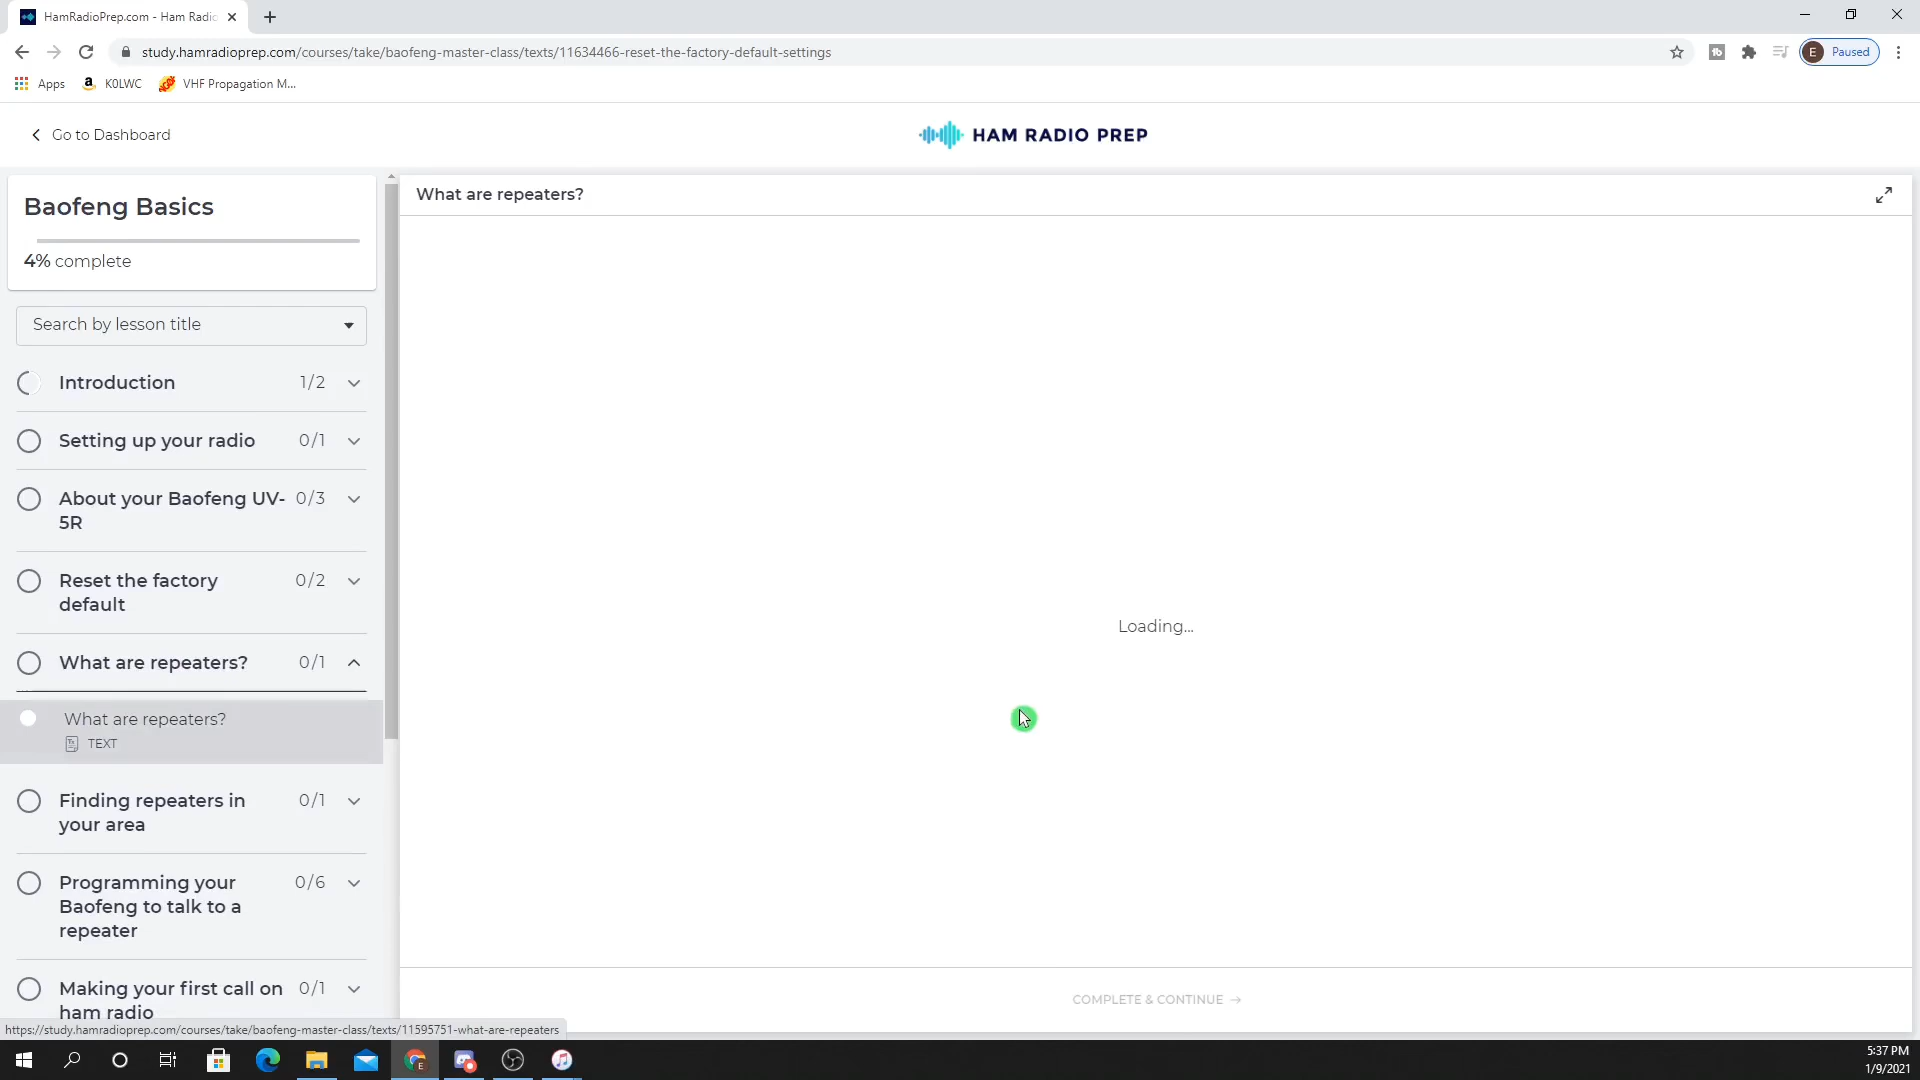 HamRadioPrep.com - Ham Radio
study.hamradioprep.com/courses/take/baofeng-master-class/texts/11634466-reset-the-factory-default-settings
E Paused
Apps
a K0LWC
VHF Propagation M...
Go to Dashboard
HAM RADIO PREP
Baofeng Basics
4% complete
Search by lesson title
Introduction 1/2
Setting up your radio 0/1
About your Baofeng UV- 0/3
5R
Reset the factory 0/2
default
What are repeaters? 0/1
What are repeaters?
TEXT
Finding repeaters in 0/1
your area
Programming your 0/6
Baofeng to talk to a
repeater
Making your first call on 0/1
ham radio
https://study.hamradioprep.com/courses/take/baofeng-master-class/texts/11595751-what-are-repeaters
What are repeaters?
Loading...
COMPLETE & CONTINUE →
5:37 PM
1/9/2021